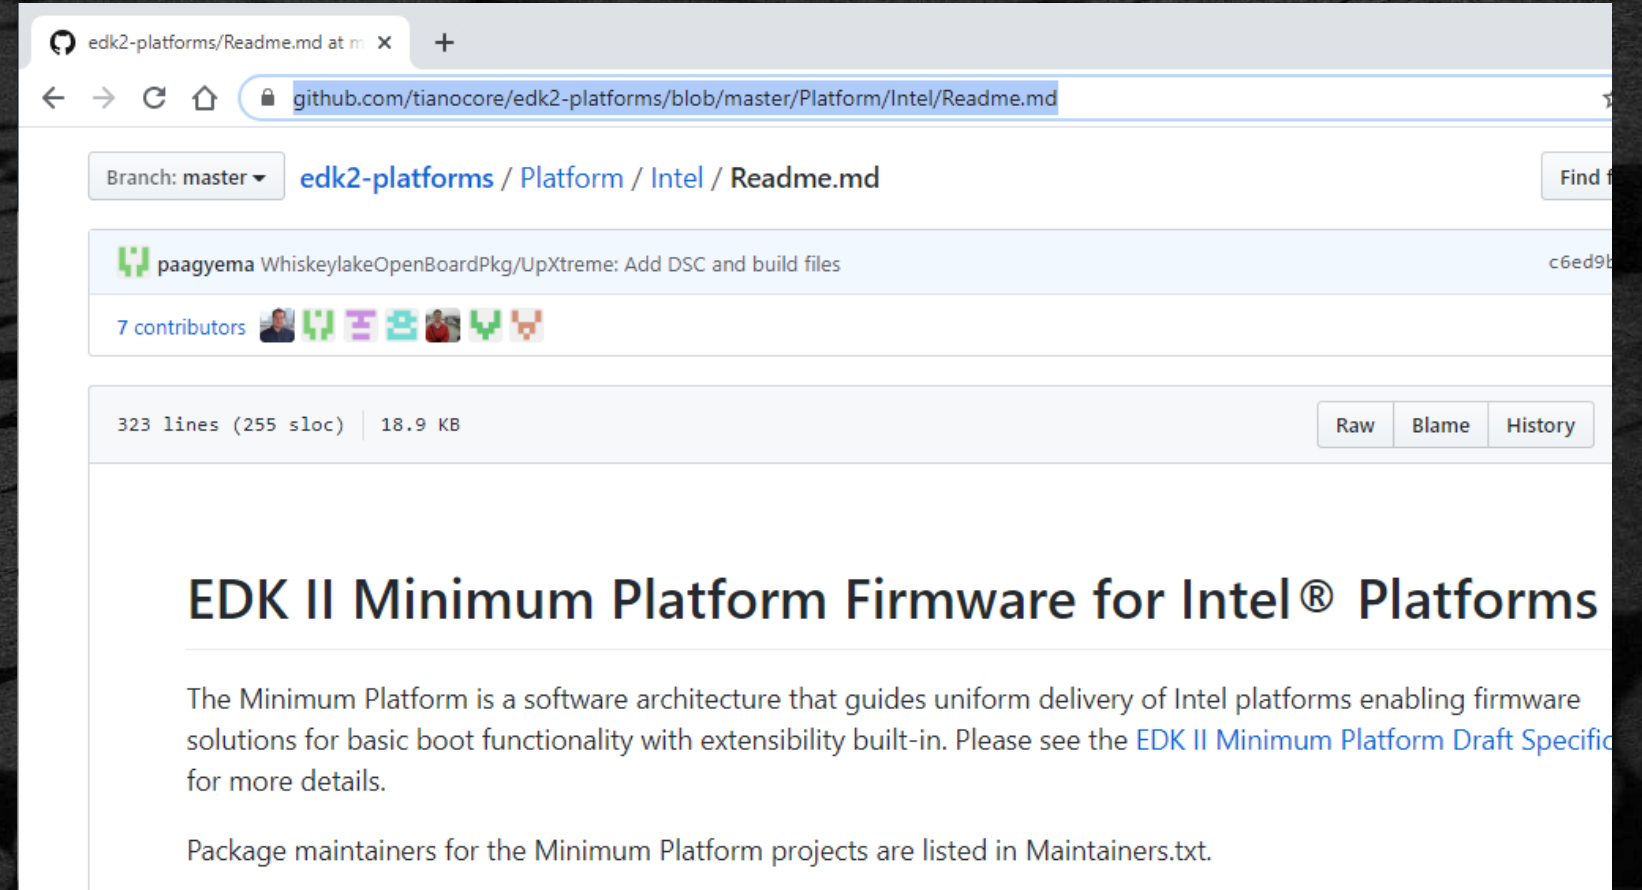 edk2-platforms/Readme.md at m
github.com/tianocore/edk2-platforms/blob/master/Platform/Intel/Readme.md
Branch: master edk2-platforms / Platform / Intel / Readme.md Find f
paagyema WhiskeylakeOpenBoardPkg/UpXtreme: Add DSC and build files c6ed9b
7 contributors
323 lines (255 sloc) 18.9 KB Raw Blame History
EDK II Minimum Platform Firmware for Intel® Platforms
The Minimum Platform is a software architecture that guides uniform delivery of Intel platforms enabling firmware
solutions for basic boot functionality with extensibility built-in. Please see the EDK II Minimum Platform Draft Specific
for more details.
Package maintainers for the Minimum Platform projects are listed in Maintainers.txt.